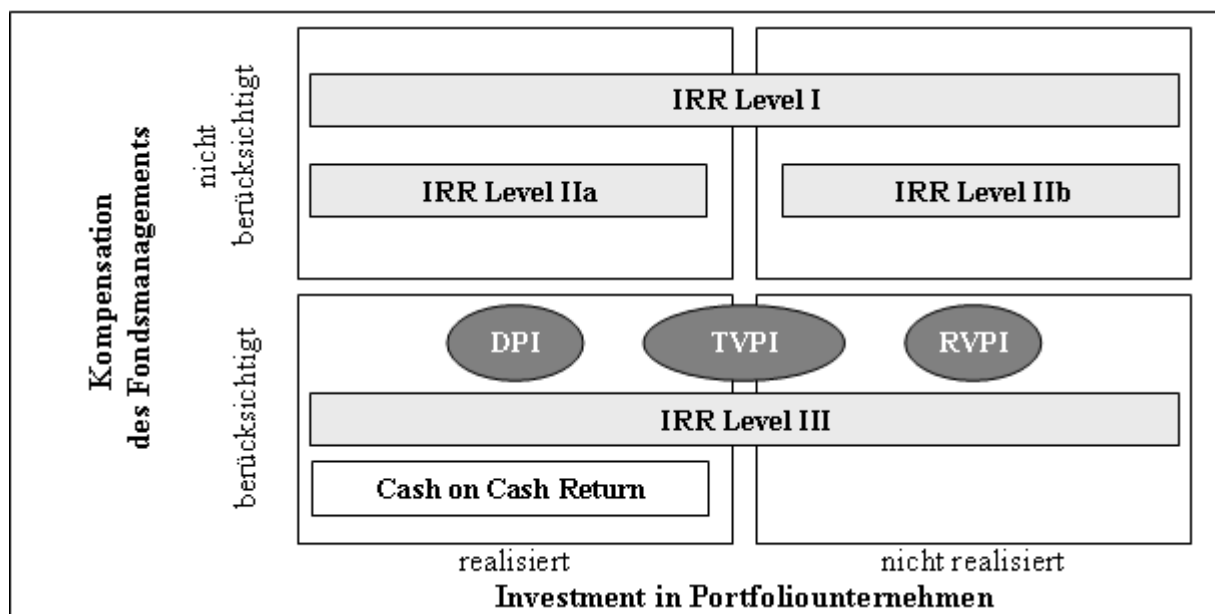 Kompensation
des Fondsmanagements
nicht
berücksichtigt
IRR Level I
IRR Level IIa
IRR Level IIb
berücksichtigt
DPI
TVPI
RVPI
IRR Level III
Cash on Cash Return
realisiert
nicht realisiert
Investment in Portfoliounternehmen